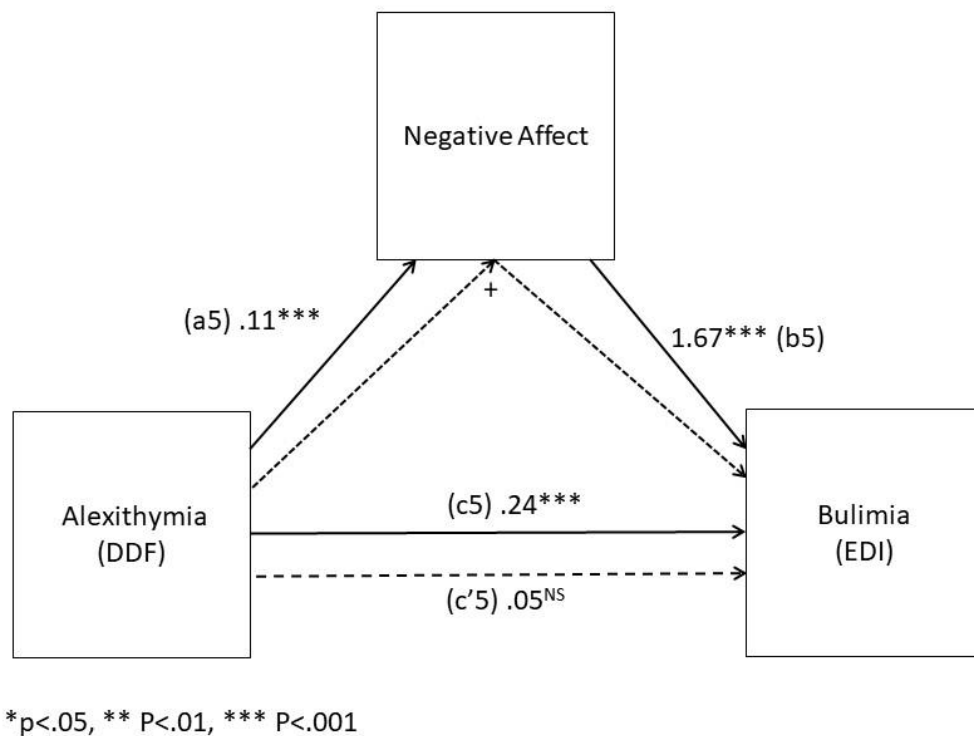 Negative Affect
+
(a5) .11***
1.67*** (b5)
Alexithymia
(DDF)
(c5) .24***
Bulimia
(EDI)
(c’5) .05ᴺˢ
*p<.05, ** P<.01, *** P<.001